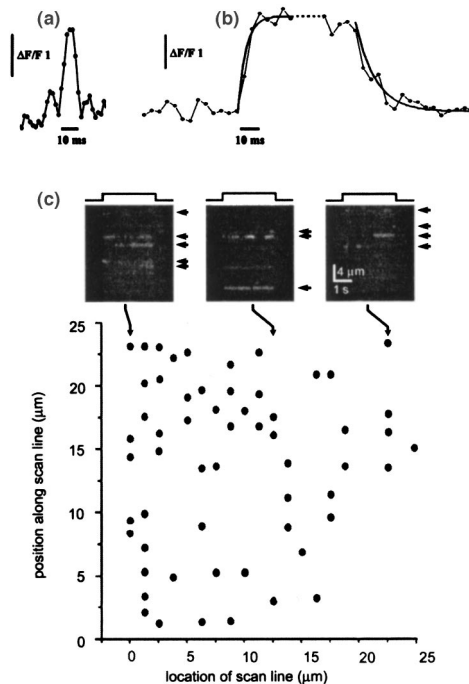 (a)
(b)
ΔF/F 1
ΔF/F 1
10 ms
10 ms
(c)
4 μm
1 s
position along scan line (μm)
25
20
15
10
5
0
0
5
10
15
20
25
location of scan line (μm)